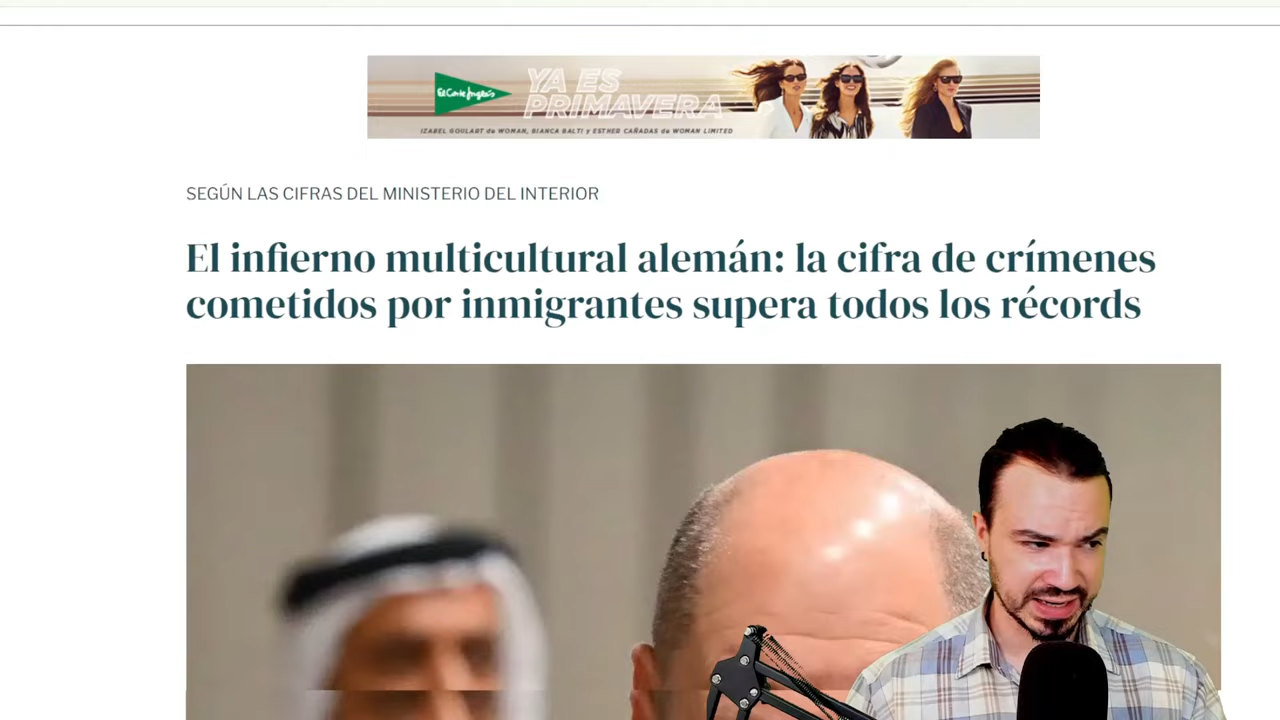 El Corte Inglés
YA ES
PRIMAVERA
IZABEL GOULART de WOMAN, BIANCA BALTI y ESTHER CAÑADAS de WOMAN LIMITED
SEGÚN LAS CIFRAS DEL MINISTERIO DEL INTERIOR
El infierno multicultural alemán: la cifra de crímenes
cometidos por inmigrantes supera todos los récords